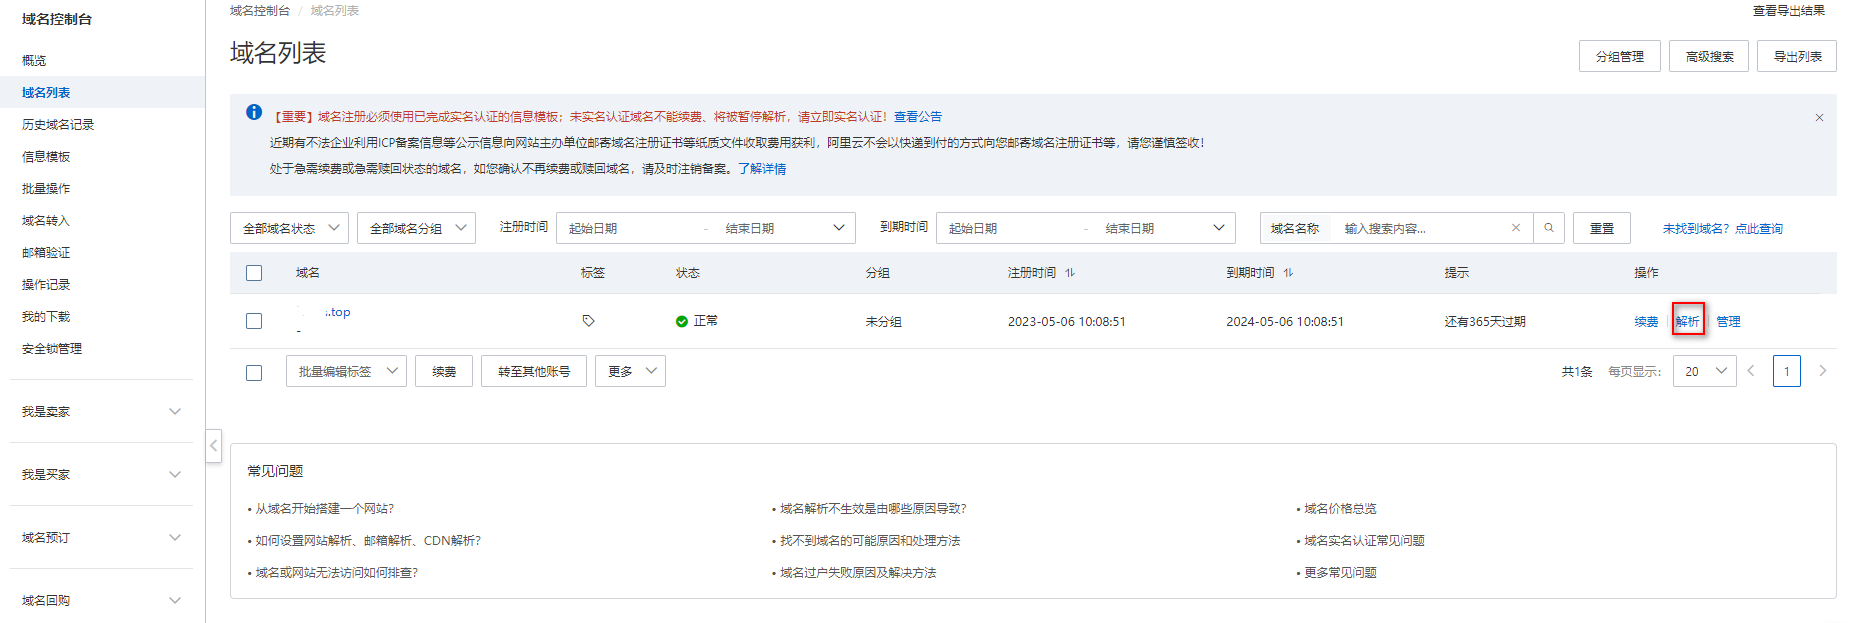 域名控制台
概览
域名列表
历史域名记录
信息模板
批量操作
域名转入
邮箱验证
操作记录
我的下载
安全锁管理
我是卖家
我是买家
域名预订
域名回购
域名控制台 / 域名列表
查看导出结果
域名列表
分组管理 高级搜索 导出列表
【重要】域名注册必须使用已完成实名认证的信息模板；未实名认证域名不能续费、将被暂停解析，请立即实名认证！查看公告
近期有不法企业利用ICP备案信息等公示信息向网站主办单位邮寄域名注册证书等纸质文件收取费用获利，阿里云不会以快递到付的方式向您邮寄域名注册证书等，请您谨慎签收！
处于急需续费或急需赎回状态的域名，如您确认不再续费或赎回域名，请及时注销备案。了解详情
全部域名状态 全部域名分组 注册时间 起始日期 - 结束日期 到期时间 起始日期 - 结束日期 域名名称 输入搜索内容... 重置 未找到域名？点此查询
域名 标签 状态 分组 注册时间 到期时间 提示 操作
.top
-
正常 未分组 2023-05-06 10:08:51 2024-05-06 10:08:51 还有365天过期 续费 解析 管理
批量编辑标签 续费 转至其他账号 更多 共1条 每页显示： 20 1
常见问题
• 从域名开始搭建一个网站？ • 域名解析不生效是由哪些原因导致？ • 域名价格总览
• 如何设置网站解析、邮箱解析、CDN解析？ • 找不到域名的可能原因和处理方法 • 域名实名认证常见问题
• 域名或网站无法访问如何排查？ • 域名过户失败原因及解决方法 • 更多常见问题